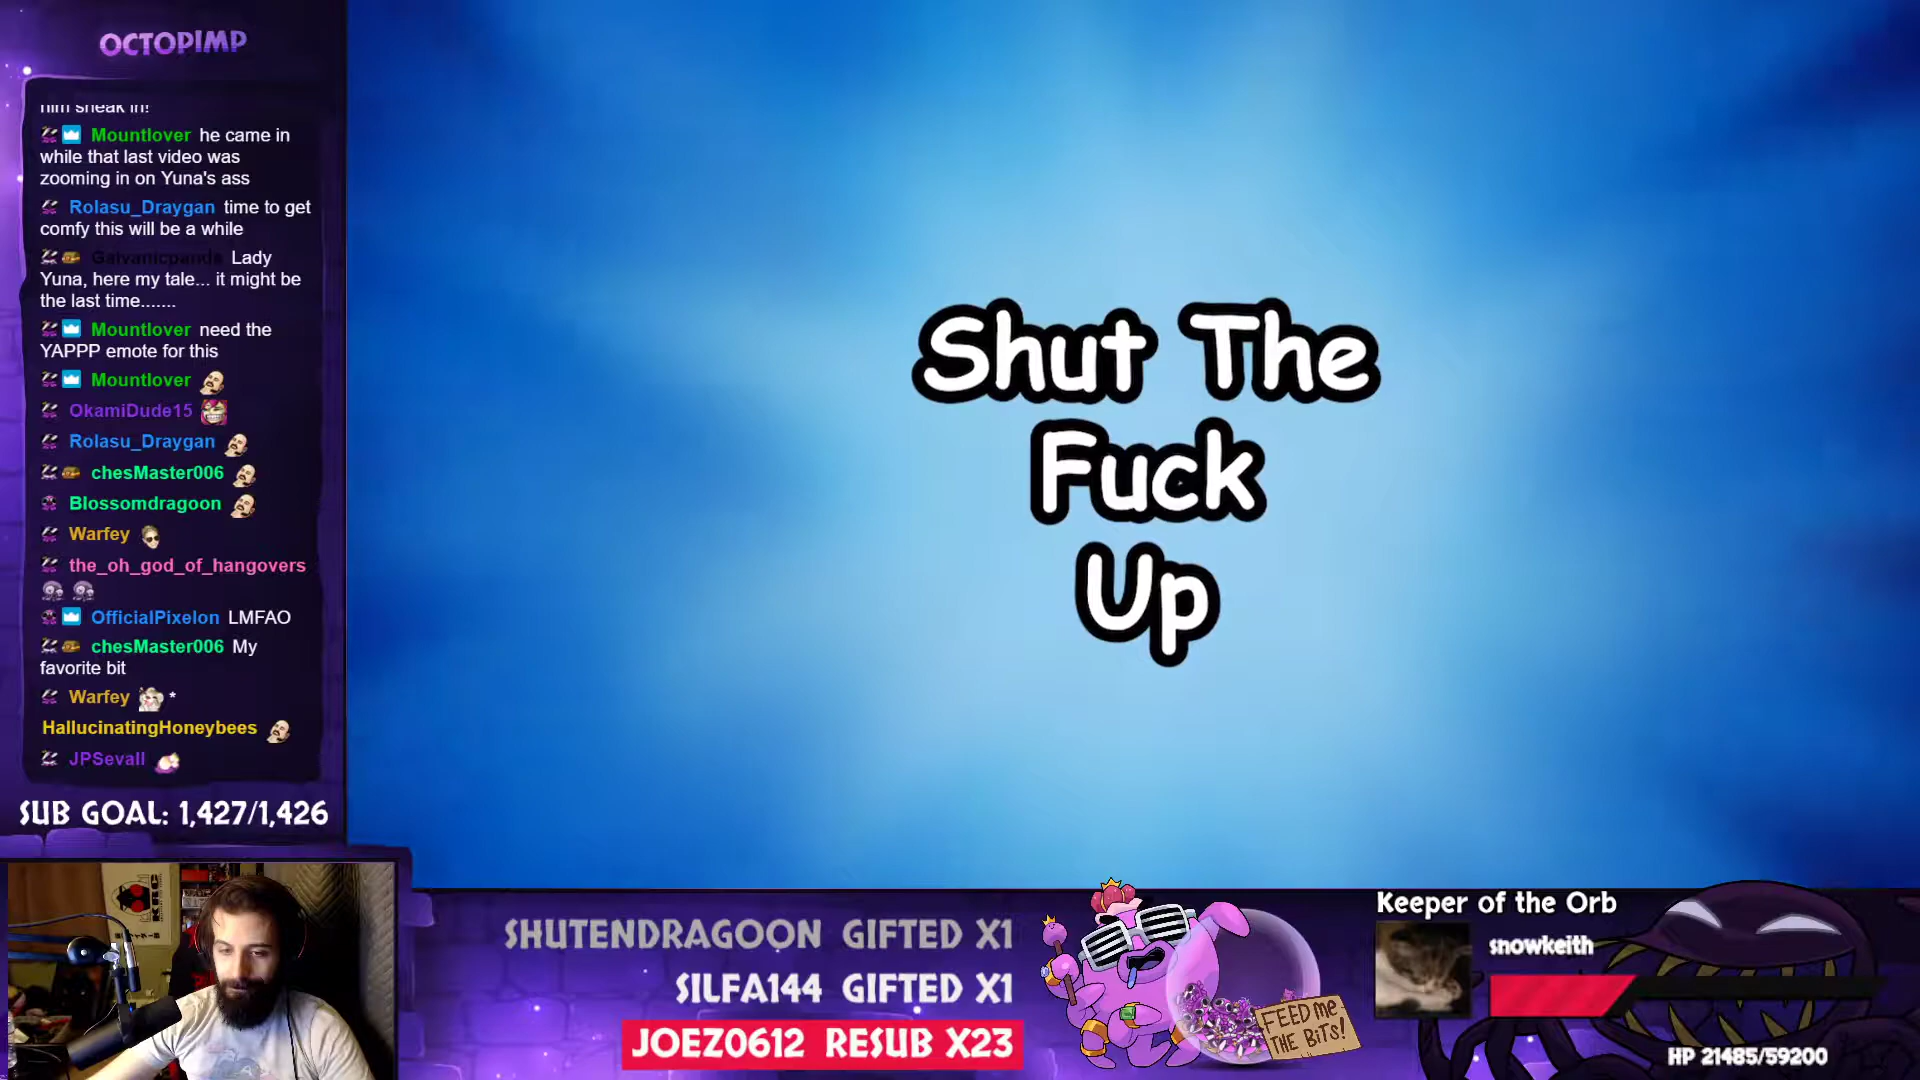 OCTOPIMP
him sneak in!
Mountlover he came in
while that last video was
zooming in on Yuna's ass
Rolasu_Draygan time to get
comfy this will be a while
Galvanicpanda Lady
Yuna, here my tale... it might be
the last time.......
Mountlover need the
YAPPP emote for this
Mountlover
OkamiDude15
Rolasu_Draygan
chesMaster006
Blossomdragoon
Warfey
the_oh_god_of_hangovers
OfficialPixelon LMFAO
chesMaster006 My
favorite bit
Warfey *
HallucinatingHoneybees
JPSevall
SUB GOAL: 1,427/1,426
Shut The
Fuck
Up
SHUTENDRAGOON GIFTED X1
SILFA144 GIFTED X1
JOEZ0612 RESUB X23
FEED ME
THE BITS!
Keeper of the Orb
snowkeith
HP 21485/59200